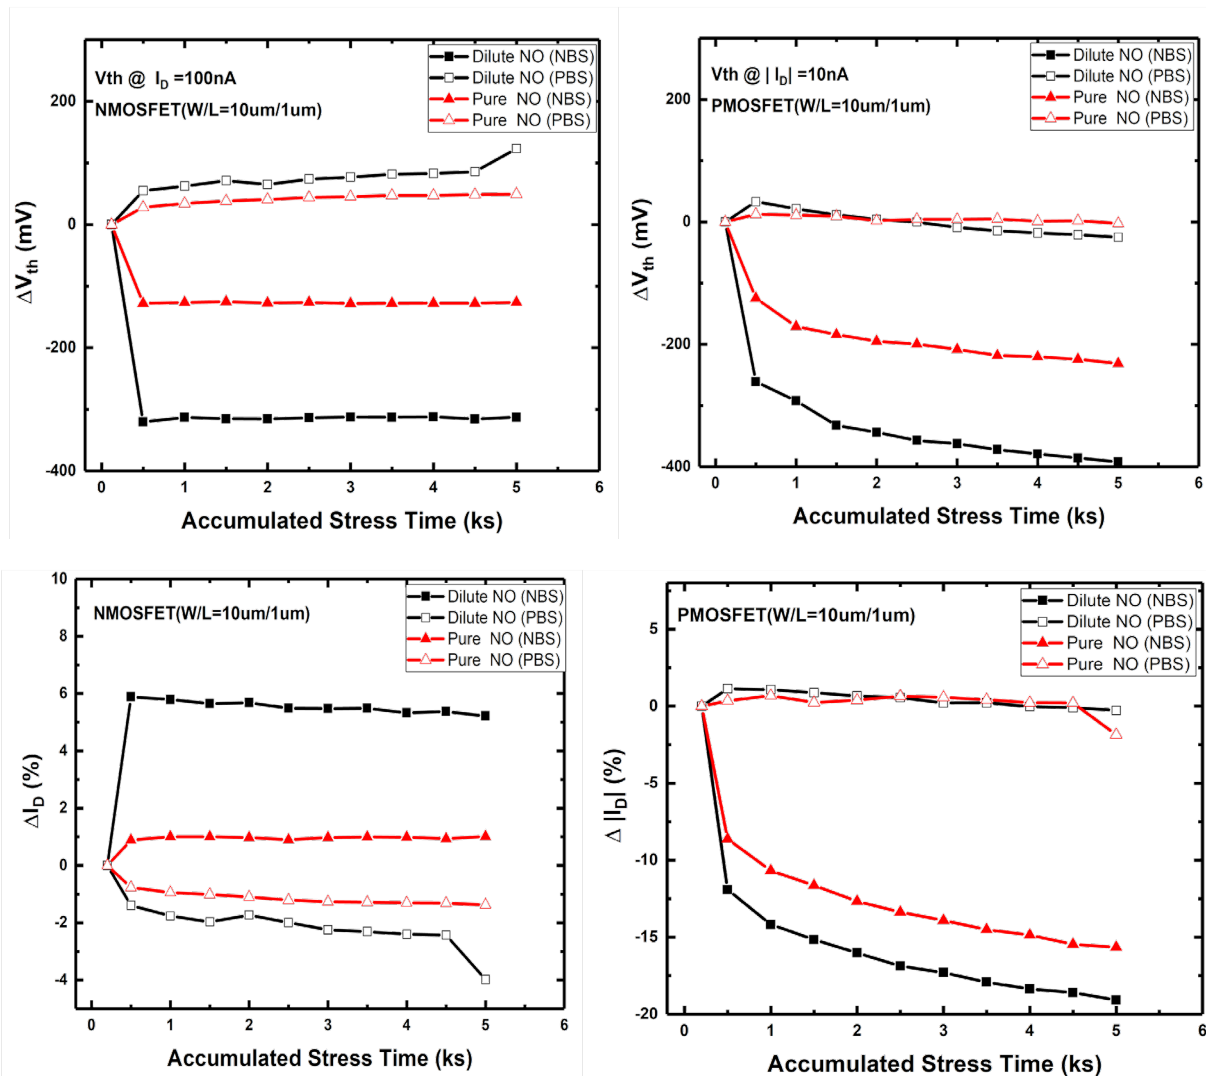 Vth @ I_D =100nA
NMOSFET(W/L=10um/1um)
Dilute NO (NBS)
Dilute NO (PBS)
Pure NO (NBS)
Pure NO (PBS)
200
0
-200
-400
ΔV_th (mV)
0 1 2 3 4 5 6
Accumulated Stress Time (ks)
Vth @ | I_D| =10nA
PMOSFET(W/L=10um/1um)
Dilute NO (NBS)
Dilute NO (PBS)
Pure NO (NBS)
Pure NO (PBS)
200
0
-200
-400
ΔV_th (mV)
0 1 2 3 4 5 6
Accumulated Stress Time (ks)
NMOSFET(W/L=10um/1um)
Dilute NO (NBS)
Dilute NO (PBS)
Pure NO (NBS)
Pure NO (PBS)
10
8
6
4
2
0
-2
-4
ΔI_D (%)
0 1 2 3 4 5 6
Accumulated Stress Time (ks)
PMOSFET(W/L=10um/1um)
Dilute NO (NBS)
Dilute NO (PBS)
Pure NO (NBS)
Pure NO (PBS)
5
0
-5
-10
-15
-20
Δ |I_D| (%)
0 1 2 3 4 5 6
Accumulated Stress Time (ks)